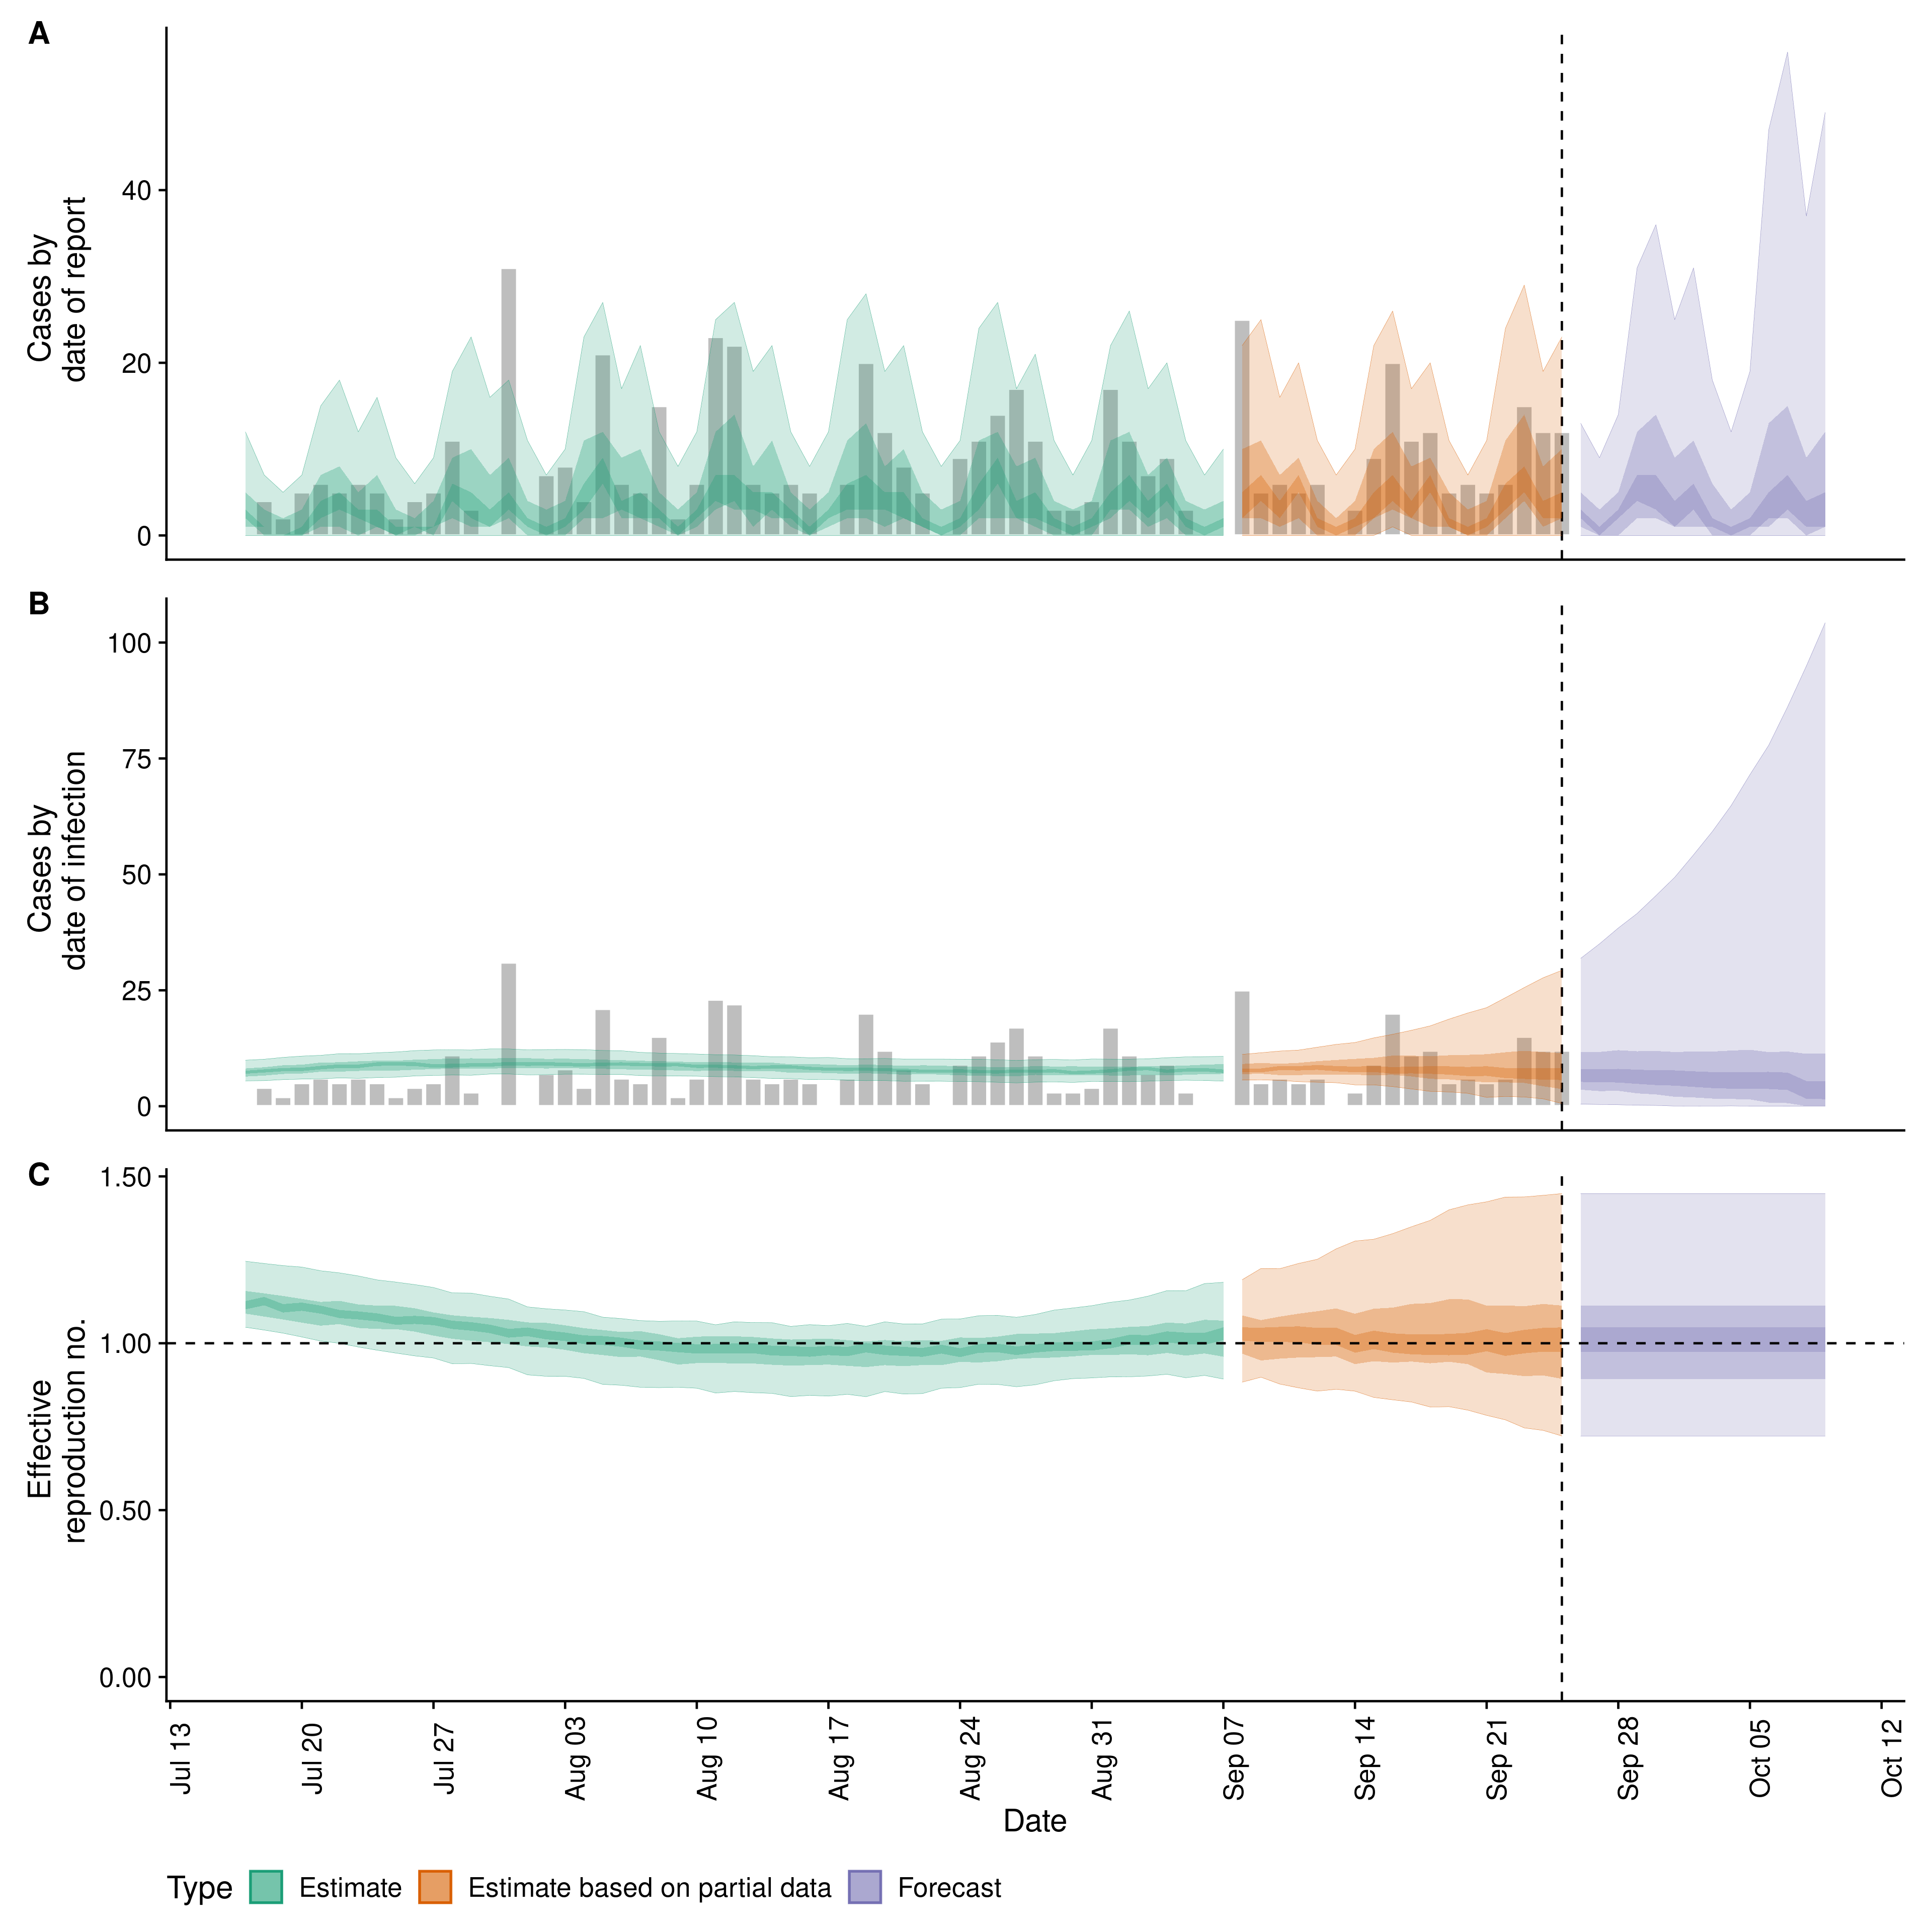 A
Cases by
date of report
40
20
0
B
Cases by
date of infection
100
75
50
25
0
C
Effective
reproduction no.
1.50
1.00
0.50
0.00
Jul 13
Jul 20
Jul 27
Aug 03
Aug 10
Aug 17
Aug 24
Aug 31
Sep 07
Sep 14
Sep 21
Sep 28
Oct 05
Oct 12
Date
Type Estimate Estimate based on partial data Forecast